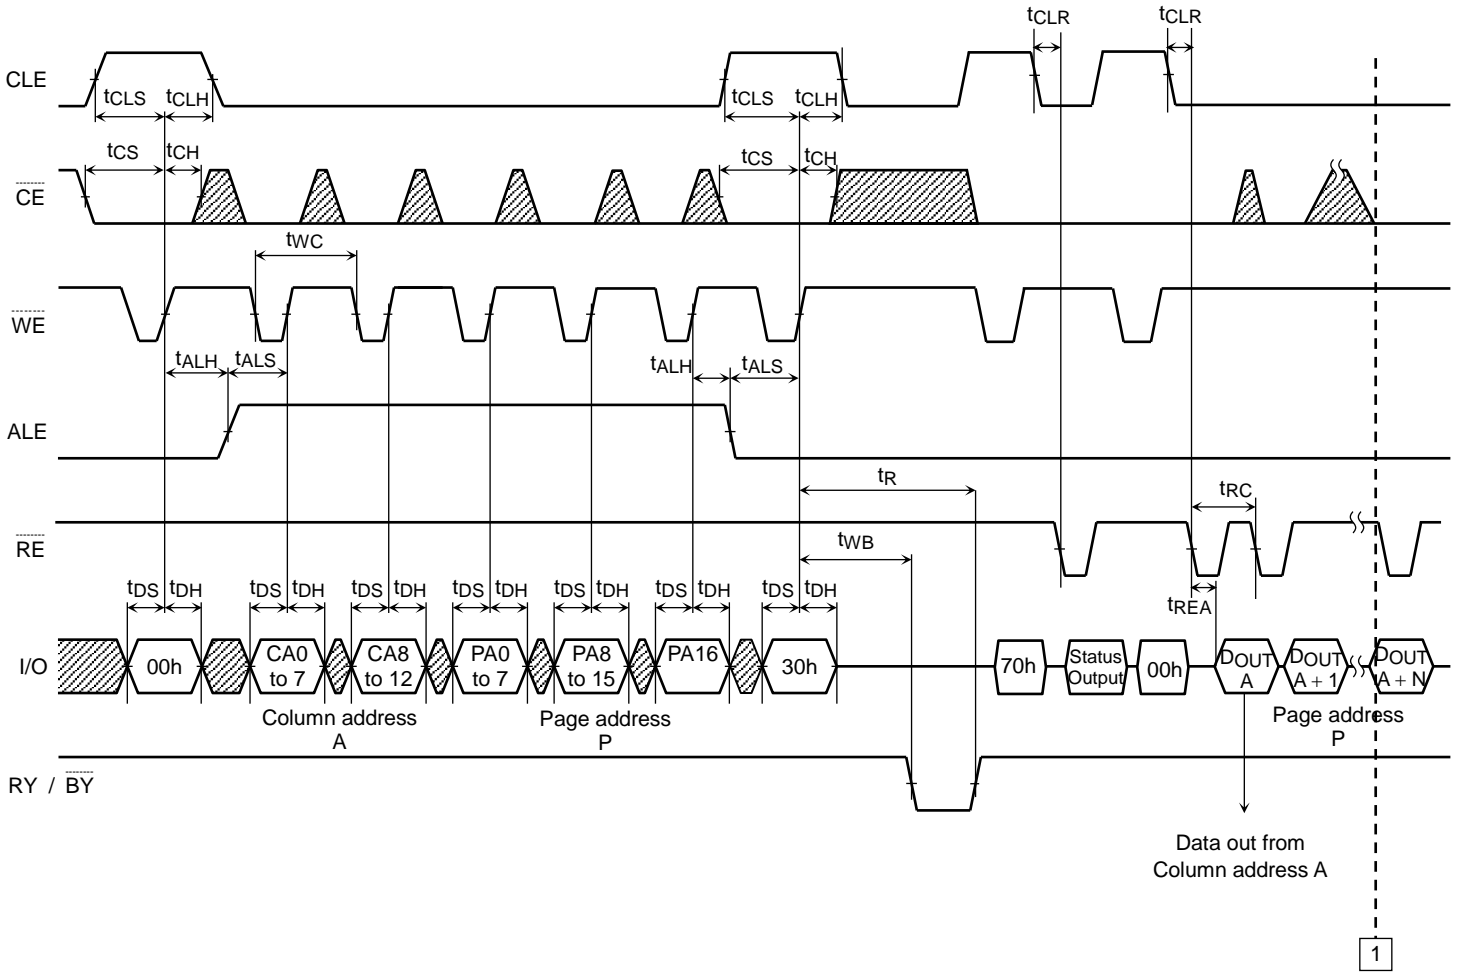 tCLR tCLR
CLE
tCLS tCLH tCLS tCLH
tCS tCH tCS tCH
CE
tWC
WE
tALH tALS tALH tALS
ALE
tR
tRC
RE
tWB
tDS tDH tDS tDH tDS tDH tDS tDH tDS tDH tDS tDH tDS tDH
tREA
I/O
00h
CA0
to 7
CA8
to 12
PA0
to 7
PA8
to 15
PA16
30h
70h
Status
Output
00h
DOUT
A
DOUT
A + 1
DOUT
A + N
Column address
A
Page address
P
Page address
P
RY / BY
Data out from
Column address A
1